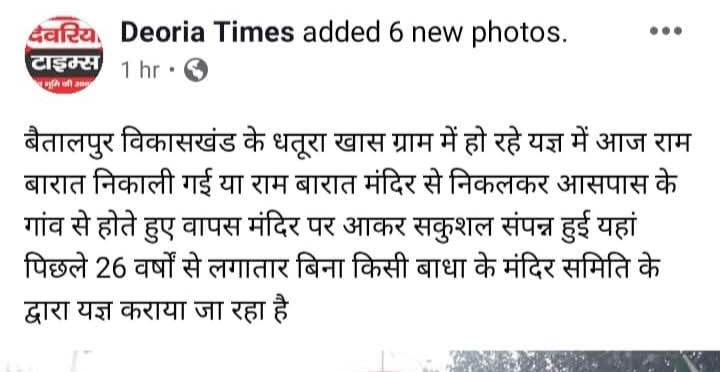 देवरिया
टाइम्स
Deoria Times added 6 new photos.
1 hr
बैतालपुर विकासखंड के धतूरा खास ग्राम में हो रहे यज्ञ में आज राम
बारात निकाली गई या राम बारात मंदिर से निकलकर आसपास के
गांव से होते हुए वापस मंदिर पर आकर सकुशल संपन्न हुई यहां
पिछले 26 वर्षों से लगातार बिना किसी बाधा के मंदिर समिति के
द्वारा यज्ञ कराया जा रहा है